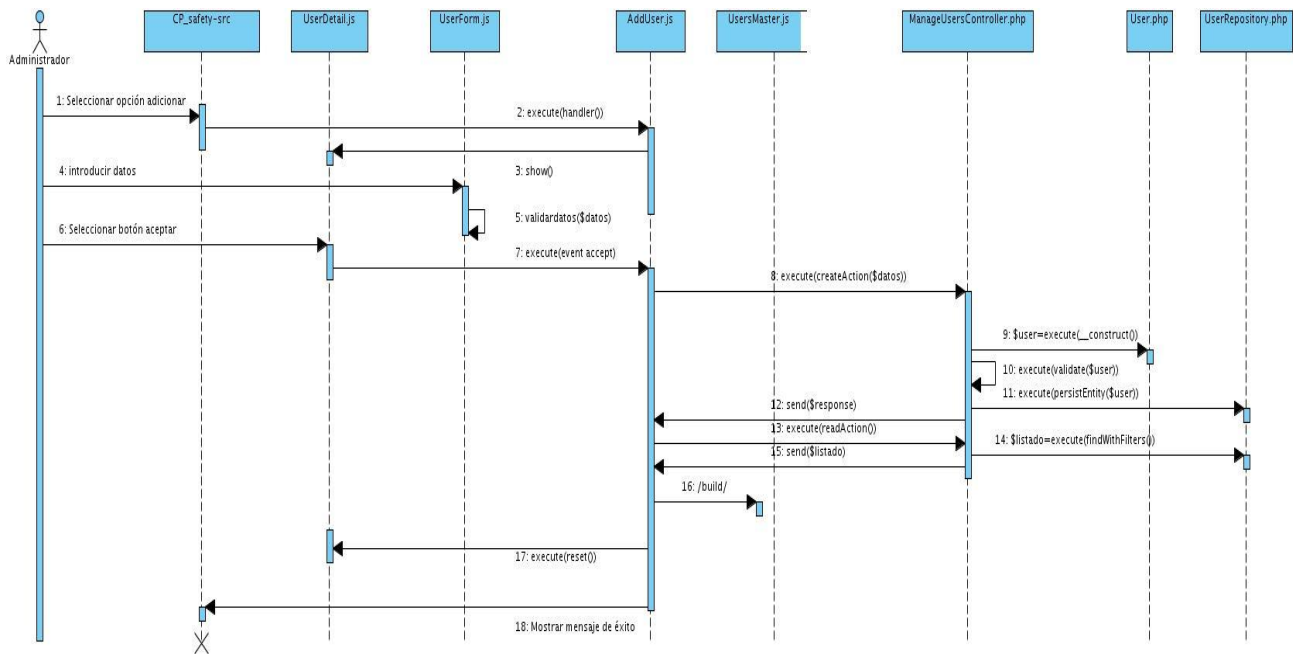 CP_safety-src
UserDetail.js
UserForm.js
AddUser.js
UsersMaster.js
ManageUsersController.php
User.php
UserRepository.php
Administrador
1: Seleccionar opción adicionar
2: execute(handler())
3: show()
4: introducir datos
5: validardatos($datos)
6: Seleccionar botón aceptar
7: execute(event accept)
8: execute(createAction($datos))
9: $user=execute(__construct())
10: execute(validate($user))
11: execute(persistEntity($user))
12: send($response)
13: execute(readAction())
14: $listado=execute(findWithFilters())
15: send($listado)
16: /build/
17: execute(reset())
18: Mostrar mensaje de éxito